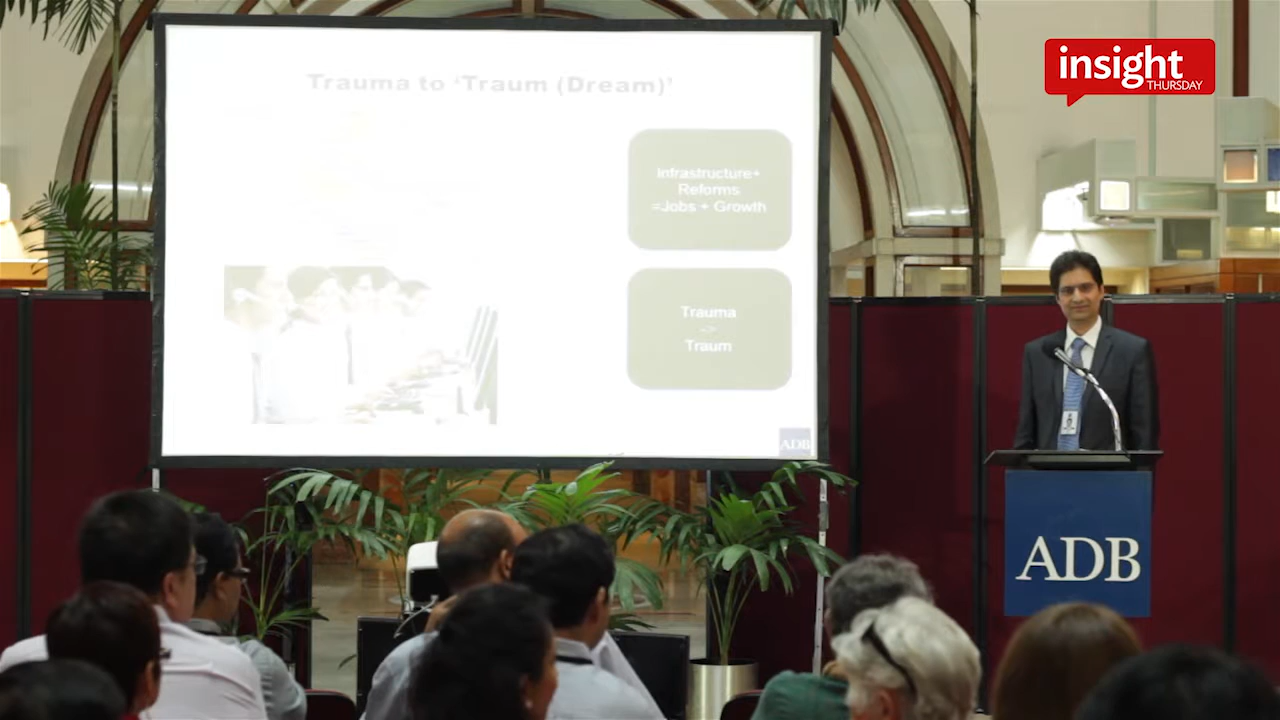 insight
THURSDAY
Trauma to 'Traum (Dream)'
Infrastructure+
Reforms
=Jobs + Growth
Trauma
->
Traum
ADB
ADB